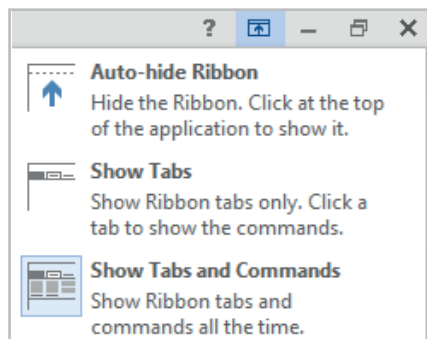 ?
Auto-hide Ribbon
Hide the Ribbon. Click at the top
of the application to show it.
Show Tabs
Show Ribbon tabs only. Click a
tab to show the commands.
Show Tabs and Commands
Show Ribbon tabs and
commands all the time.